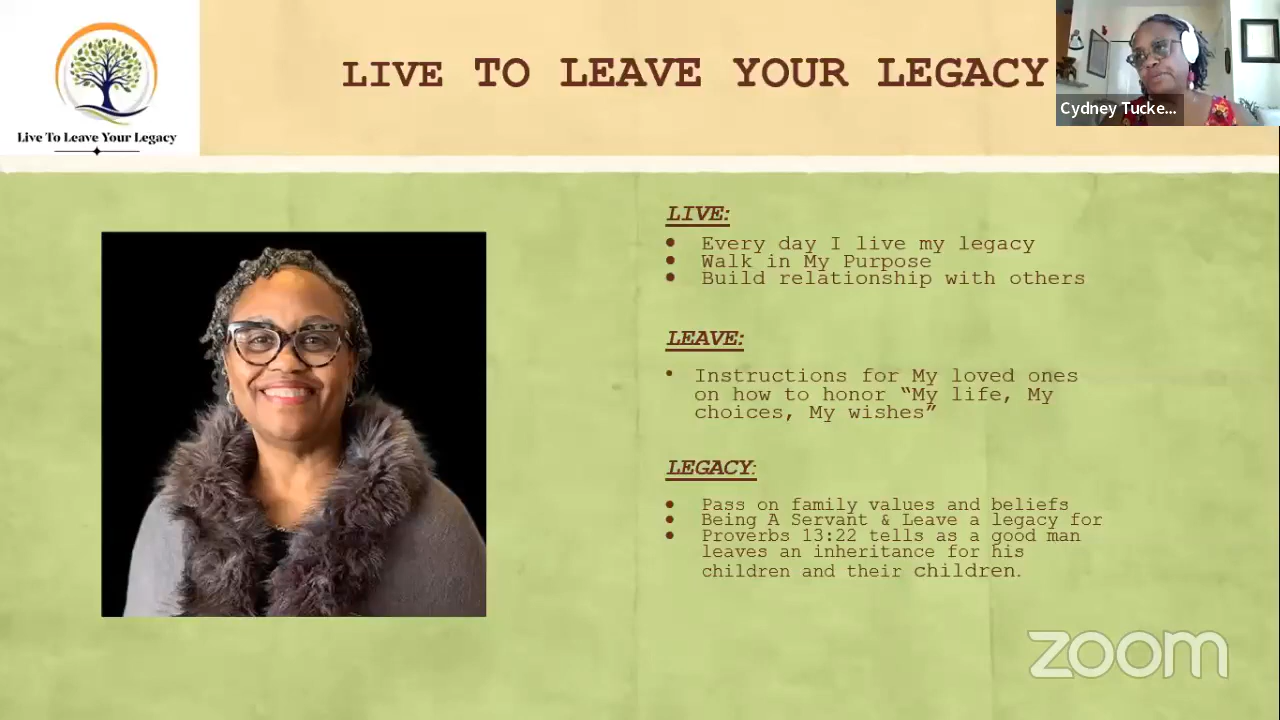 Live To Leave Your Legacy
LIVE TO LEAVE YOUR LEGACY
Cydney Tucke...
LIVE:
• Every day I live my legacy
• Walk in My Purpose
• Build relationship with others
LEAVE:
• Instructions for My loved ones
on how to honor “My life, My
choices, My wishes”
LEGACY:
• Pass on family values and beliefs
• Being A Servant & Leave a legacy for
• Proverbs 13:22 tells as a good man
leaves an inheritance for his
children and their children.
zoom